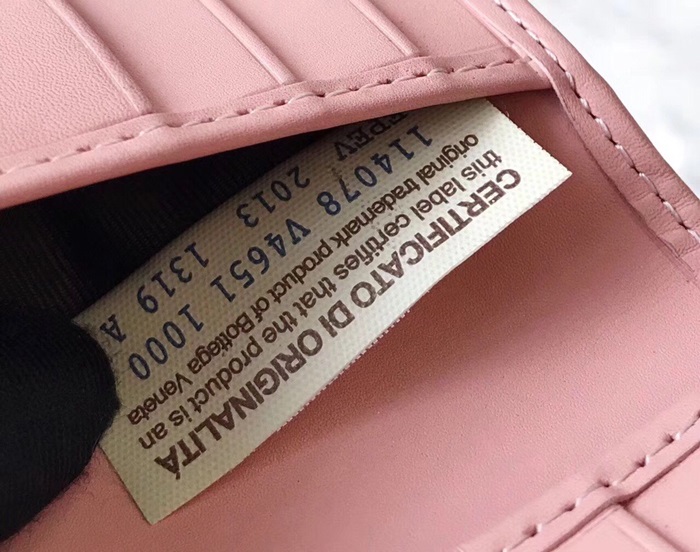 CERTIFICATO DI ORIGINALITÁ
this label certifies that the product is an
original trademark product of Bottega Veneta
114078 V4651 1000
2013 1319 A